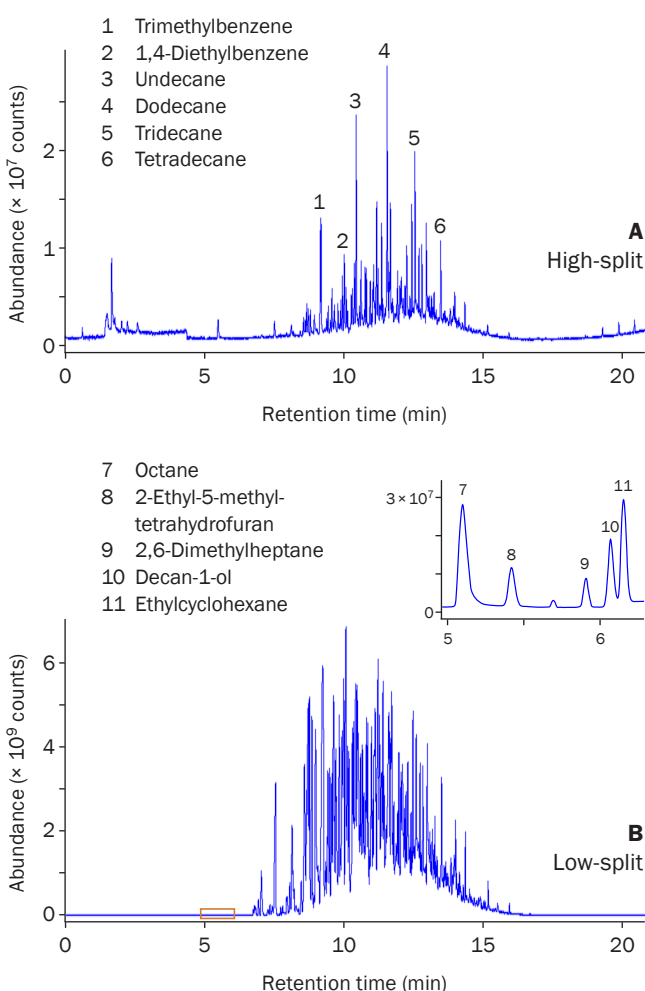 1 Trimethylbenzene
2 1,4-Diethylbenzene
3 Undecane
4 Dodecane
5 Tridecane
6 Tetradecane
Abundance (× 10⁷ counts)
2
1
0
1
2
3
4
5
6
A
High-split
0 5 10 15 20
Retention time (min)
7 Octane
8 2-Ethyl-5-methyl-
tetrahydrofuran
9 2,6-Dimethylheptane
10 Decan-1-ol
11 Ethylcyclohexane
3 × 10⁷
0
7
8
9
10
11
5 6
Abundance (× 10⁹ counts)
6
4
2
0
B
Low-split
0 5 10 15 20
Retention time (min)